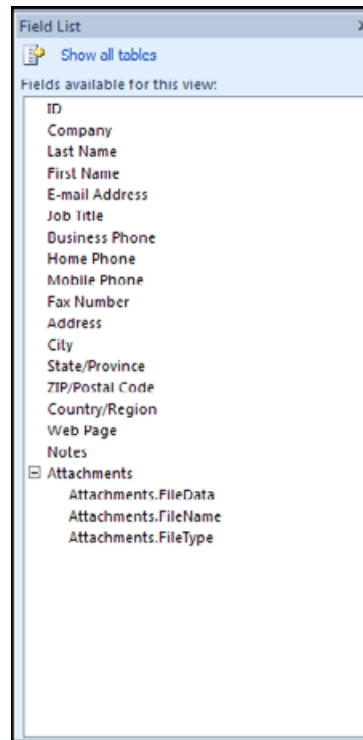 Field List
Show all tables
Fields available for this view:
ID
Company
Last Name
First Name
E-mail Address
Job Title
Business Phone
Home Phone
Mobile Phone
Fax Number
Address
City
State/Province
ZIP/Postal Code
Country/Region
Web Page
Notes
Attachments
Attachments.FileData
Attachments.FileName
Attachments.FileType